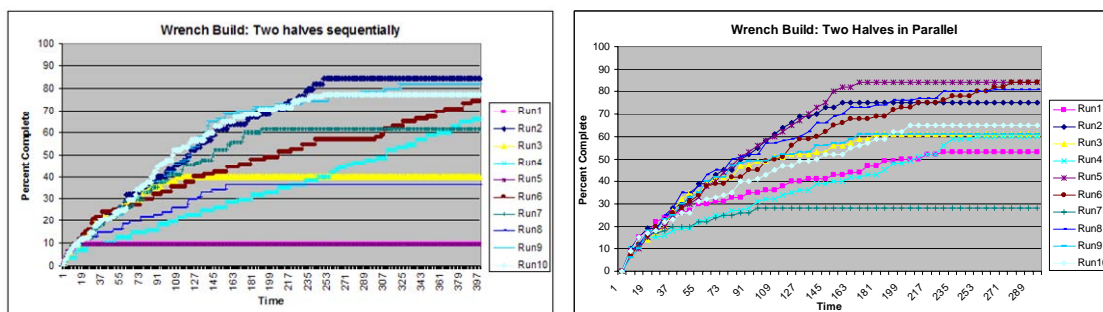 Wrench Build: Two halves sequentially
100
90
80
70
60
50
40
30
20
10
0
Percent Complete
1 19 37 55 73 91 109 127 145 163 181 199 217 235 253 271 289 307 325 343 361 379 397
Time
Run1
Run2
Run3
Run4
Run5
Run6
Run7
Run8
Run9
Run10
Wrench Build: Two Halves in Parallel
100
90
80
70
60
50
40
30
20
10
0
Percent Complete
1 19 37 55 73 91 109 127 145 163 181 199 217 235 253 271 289
Time
Run1
Run2
Run3
Run4
Run5
Run6
Run7
Run8
Run9
Run10